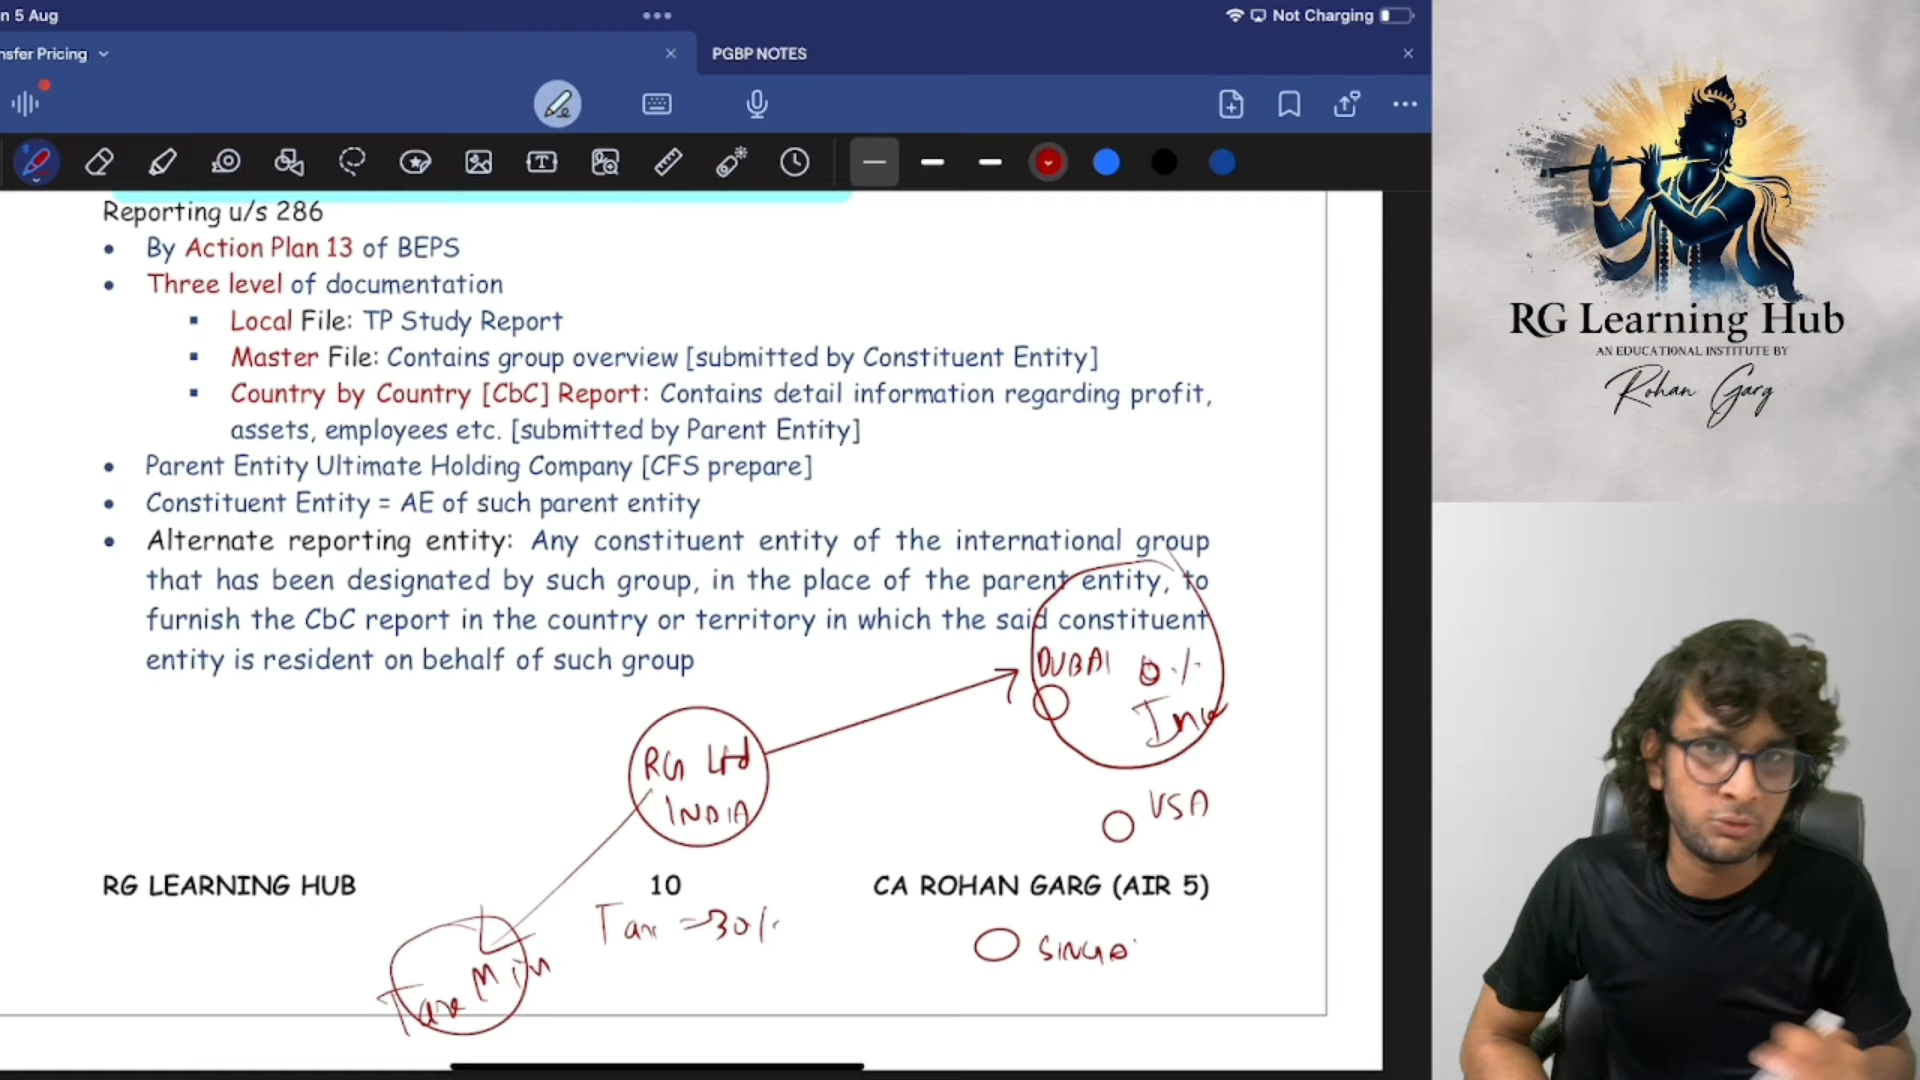 n 5 Aug
Not Charging
nsfer Pricing
PGBP NOTES
Reporting u/s 286
• By Action Plan 13 of BEPS
• Three level of documentation
▪ Local File: TP Study Report
▪ Master File: Contains group overview [submitted by Constituent Entity]
▪ Country by Country [CbC] Report: Contains detail information regarding profit,
assets, employees etc. [submitted by Parent Entity]
• Parent Entity Ultimate Holding Company [CFS prepare]
• Constituent Entity = AE of such parent entity
• Alternate reporting entity: Any constituent entity of the international group
that has been designated by such group, in the place of the parent entity, to
furnish the CbC report in the country or territory in which the said constituent
entity is resident on behalf of such group
DUBAI 0%
RG Ltd
INDIA
USA
RG LEARNING HUB 10 CA ROHAN GARG (AIR 5)
Tax => 30%
Tax Min
RG Learning Hub
AN EDUCATIONAL INSTITUTE BY
Rohan Garg